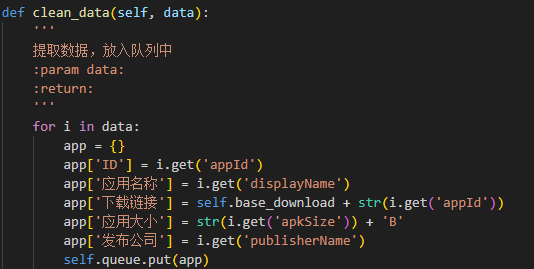 def clean_data(self, data):
    '''
    提取数据，放入队列中
    :param data:
    :return:
    '''
    for i in data:
        app = {}
        app['ID'] = i.get('appId')
        app['应用名称'] = i.get('displayName')
        app['下载链接'] = self.base_download + str(i.get('appId'))
        app['应用大小'] = str(i.get('apkSize')) + 'B'
        app['发布公司'] = i.get('publisherName')
        self.queue.put(app)